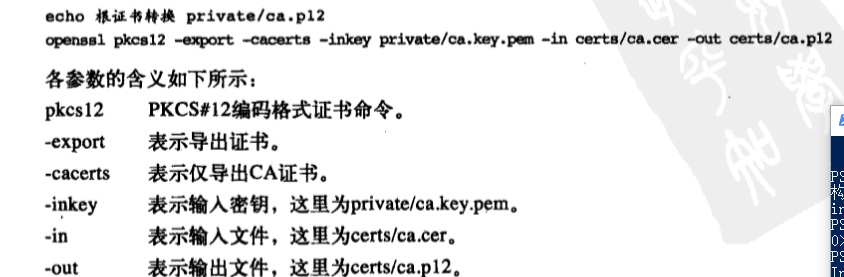 echo 根证书转换 private/ca.p12
openssl pkcs12 -export -cacerts -inkey private/ca.key.pem -in certs/ca.cer -out certs/ca.p12
各参数的含义如下所示：
pkcs12 PKCS#12编码格式证书命令。
-export 表示导出证书。
-cacerts 表示仅导出CA证书。
-inkey 表示输入密钥，这里为private/ca.key.pem。
-in 表示输入文件，这里为certs/ca.cer。
-out 表示输出文件，这里为certs/ca.p12。
PS
构
in
PS
PS